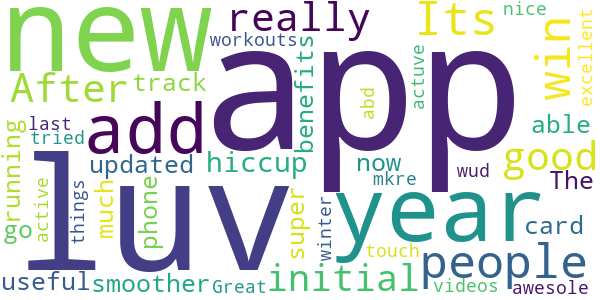 new app really Its win nice
workouts excellent
After track benefits actuve
add abd
last tried able
running updated hiccup now good
luv phone much mkre wud The
go active things super winter year card
people
touch
useful smoother Great initial videos awesole